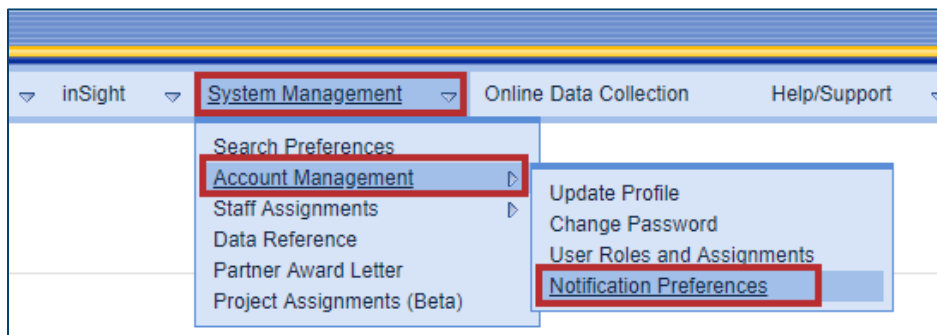 inSight System Management Online Data Collection Help/Support
Search Preferences
Account Management
Staff Assignments
Data Reference
Partner Award Letter
Project Assignments (Beta)
Update Profile
Change Password
User Roles and Assignments
Notification Preferences